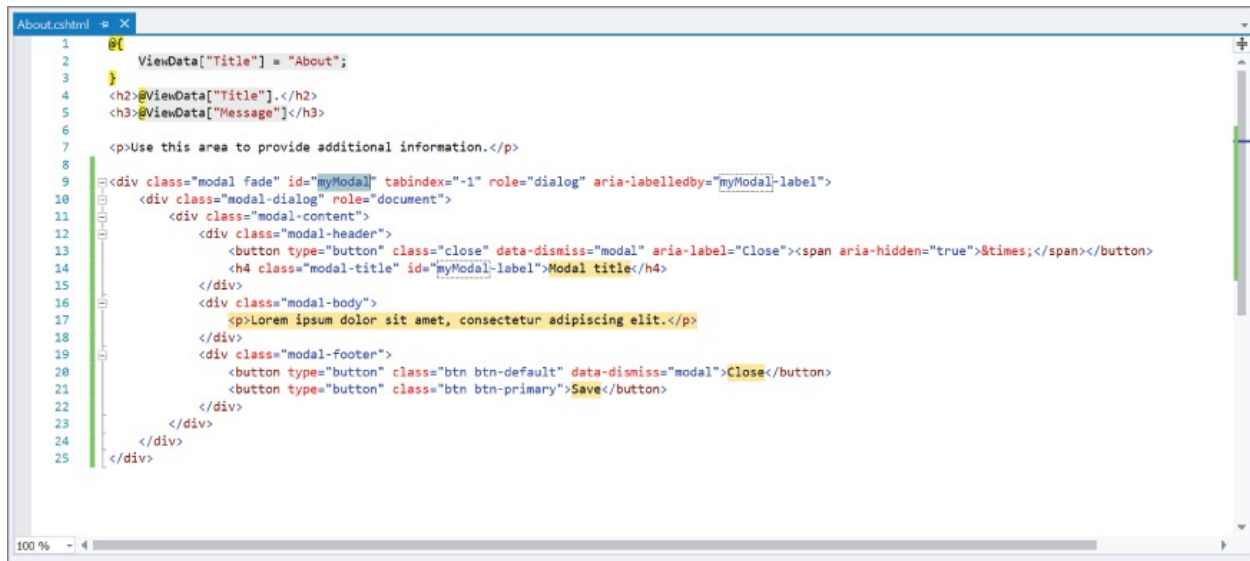 About.cshtml
1 @{
2 ViewData["Title"] = "About";
3 }
4 <h2>@ViewData["Title"].</h2>
5 <h3>@ViewData["Message"]</h3>
6
7 <p>Use this area to provide additional information.</p>
8
9 <div class="modal fade" id="myModal" tabindex="-1" role="dialog" aria-labelledby="myModal-label">
10 <div class="modal-dialog" role="document">
11 <div class="modal-content">
12 <div class="modal-header">
13 <button type="button" class="close" data-dismiss="modal" aria-label="Close"><span aria-hidden="true">&times;</span></button>
14 <h4 class="modal-title" id="myModal-label">Modal title</h4>
15 </div>
16 <div class="modal-body">
17 <p>Lorem ipsum dolor sit amet, consectetur adipiscing elit.</p>
18 </div>
19 <div class="modal-footer">
20 <button type="button" class="btn btn-default" data-dismiss="modal">Close</button>
21 <button type="button" class="btn btn-primary">Save</button>
22 </div>
23 </div>
24 </div>
25 </div>
100 %